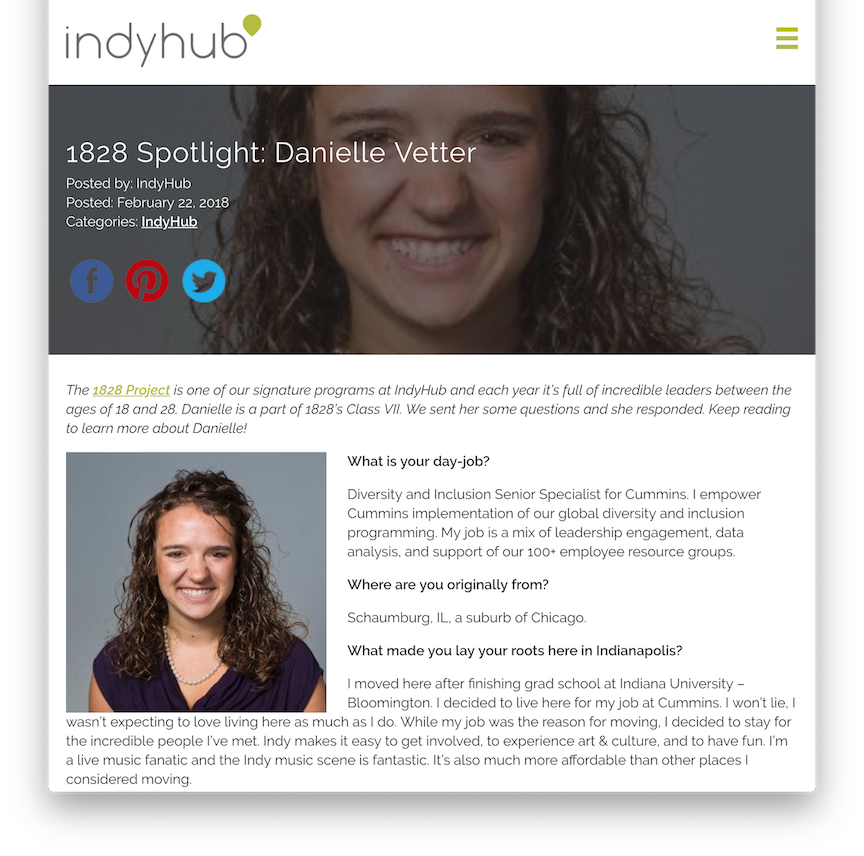 indyhub
1828 Spotlight: Danielle Vetter
Posted by: IndyHub
Posted: February 22, 2018
Categories: IndyHub
The 1828 Project is one of our signature programs at IndyHub and each year it's full of incredible leaders between the
ages of 18 and 28. Danielle is a part of 1828's Class VII. We sent her some questions and she responded. Keep reading
to learn more about Danielle!
What is your day-job?
Diversity and Inclusion Senior Specialist for Cummins. I empower
Cummins implementation of our global diversity and inclusion
programming. My job is a mix of leadership engagement, data
analysis, and support of our 100+ employee resource groups.
Where are you originally from?
Schaumburg, IL, a suburb of Chicago.
What made you lay your roots here in Indianapolis?
I moved here after finishing grad school at Indiana University –
Bloomington. I decided to live here for my job at Cummins. I won't lie, I
wasn't expecting to love living here as much as I do. While my job was the reason for moving, I decided to stay for
the incredible people I've met. Indy makes it easy to get involved, to experience art & culture, and to have fun. I'm
a live music fanatic and the Indy music scene is fantastic. It's also much more affordable than other places I
considered moving.